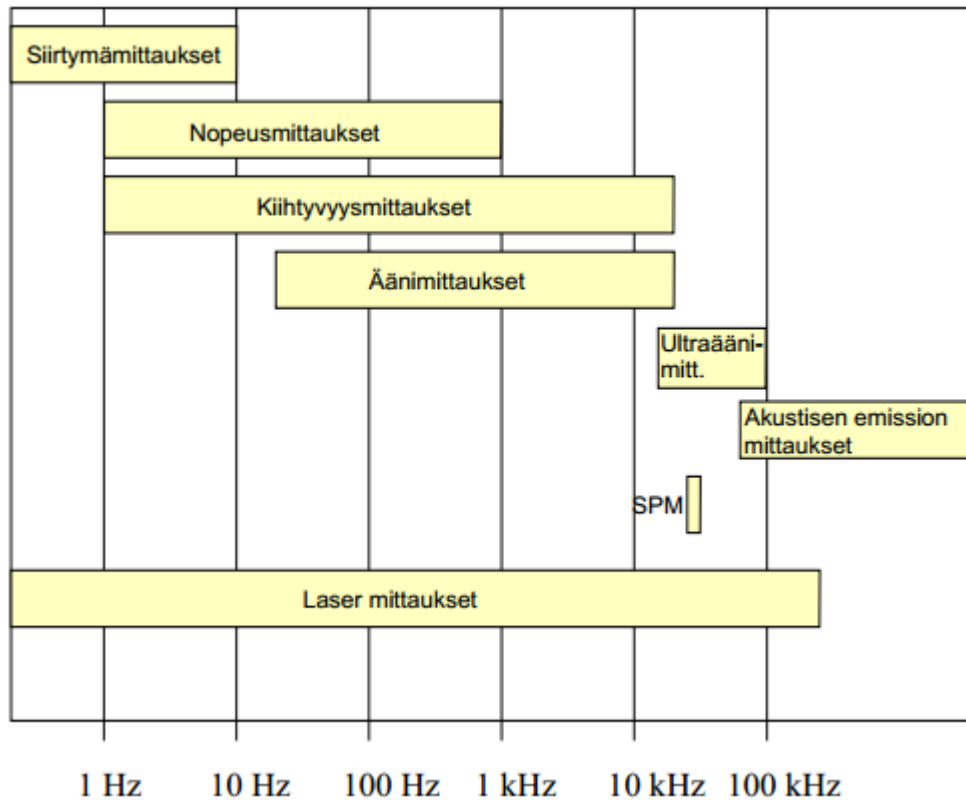 Siirtymämittaukset
Nopeusmittaukset
Kiihtyvyysmittaukset
Äänimittaukset
Ultraääni-
mitt.
Akustisen emission
mittaukset
SPM
Laser mittaukset
1 Hz 10 Hz 100 Hz 1 kHz 10 kHz 100 kHz